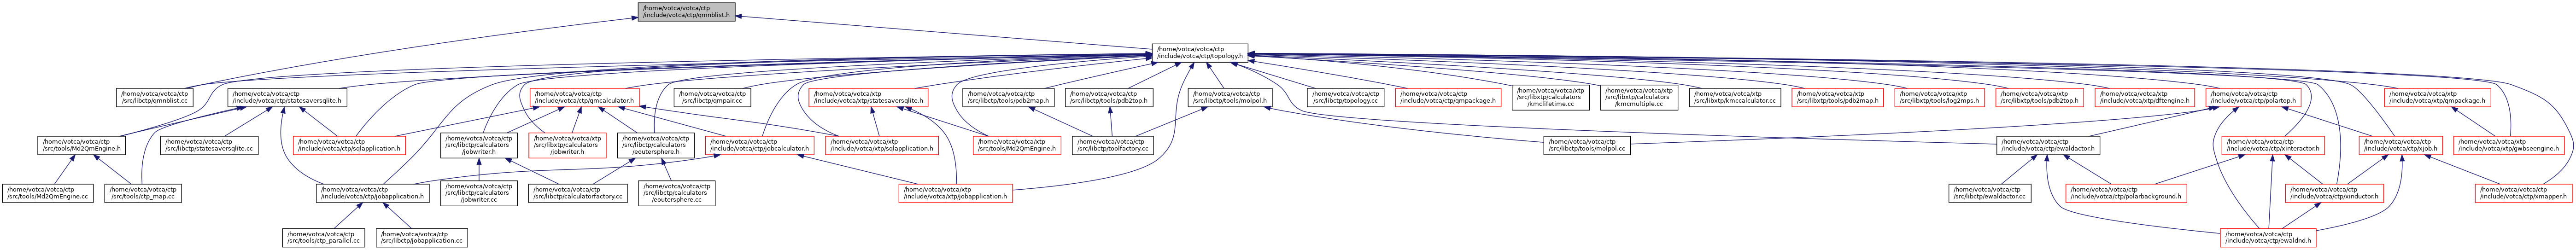 /home/votca/votca/ctp
/include/votca/ctp/qmnblist.h
/home/votca/votca/ctp
/include/votca/ctp/topology.h
/home/votca/votca/ctp
/src/libctp/qmnblist.cc
/home/votca/votca/ctp
/include/votca/ctp/statesaversqlite.h
/home/votca/votca/ctp
/include/votca/ctp/qmcalculator.h
/home/votca/votca/ctp
/src/libctp/qmpair.cc
/home/votca/votca/xtp
/include/votca/xtp/statesaversqlite.h
/home/votca/votca/ctp
/src/libctp/tools/pdb2map.h
/home/votca/votca/ctp
/src/libctp/tools/pdb2top.h
/home/votca/votca/ctp
/src/libctp/tools/molpol.h
/home/votca/votca/ctp
/src/libctp/topology.cc
/home/votca/votca/ctp
/include/votca/ctp/qmpackage.h
/home/votca/votca/xtp
/src/libxtp/calculators
/kmclifetime.cc
/home/votca/votca/xtp
/src/libxtp/calculators
/kmcmultiple.cc
/home/votca/votca/xtp
/src/libxtp/kmccalculator.cc
/home/votca/votca/xtp
/src/libxtp/tools/pdb2map.h
/home/votca/votca/xtp
/src/libxtp/tools/log2mps.h
/home/votca/votca/xtp
/src/libxtp/tools/pdb2top.h
/home/votca/votca/xtp
/include/votca/xtp/dftengine.h
/home/votca/votca/ctp
/include/votca/ctp/polartop.h
/home/votca/votca/xtp
/include/votca/xtp/qmpackage.h
/home/votca/votca/ctp
/src/tools/Md2QmEngine.h
/home/votca/votca/ctp
/src/libctp/statesaversqlite.cc
/home/votca/votca/ctp
/include/votca/ctp/sqlapplication.h
/home/votca/votca/ctp
/src/libctp/calculators
/jobwriter.h
/home/votca/votca/xtp
/src/libxtp/calculators
/jobwriter.h
/home/votca/votca/ctp
/src/libctp/calculators
/eoutersphere.h
/home/votca/votca/ctp
/include/votca/ctp/jobcalculator.h
/home/votca/votca/xtp
/include/votca/xtp/sqlapplication.h
/home/votca/votca/xtp
/src/tools/Md2QmEngine.h
/home/votca/votca/ctp
/src/libctp/toolfactory.cc
/home/votca/votca/ctp
/src/libctp/tools/molpol.cc
/home/votca/votca/ctp
/include/votca/ctp/ewaldactor.h
/home/votca/votca/ctp
/include/votca/ctp/xinteractor.h
/home/votca/votca/ctp
/include/votca/ctp/xjob.h
/home/votca/votca/xtp
/include/votca/xtp/gwbseengine.h
/home/votca/votca/ctp
/src/tools/Md2QmEngine.cc
/home/votca/votca/ctp
/src/tools/ctp_map.cc
/home/votca/votca/ctp
/include/votca/ctp/jobapplication.h
/home/votca/votca/ctp
/src/libctp/calculators
/jobwriter.cc
/home/votca/votca/ctp
/src/libctp/calculatorfactory.cc
/home/votca/votca/ctp
/src/libctp/calculators
/eoutersphere.cc
/home/votca/votca/xtp
/include/votca/xtp/jobapplication.h
/home/votca/votca/ctp
/src/libctp/ewaldactor.cc
/home/votca/votca/ctp
/include/votca/ctp/polarbackground.h
/home/votca/votca/ctp
/include/votca/ctp/xinductor.h
/home/votca/votca/ctp
/include/votca/ctp/xmapper.h
/home/votca/votca/ctp
/src/tools/ctp_parallel.cc
/home/votca/votca/ctp
/src/libctp/jobapplication.cc
/home/votca/votca/ctp
/include/votca/ctp/ewaldnd.h